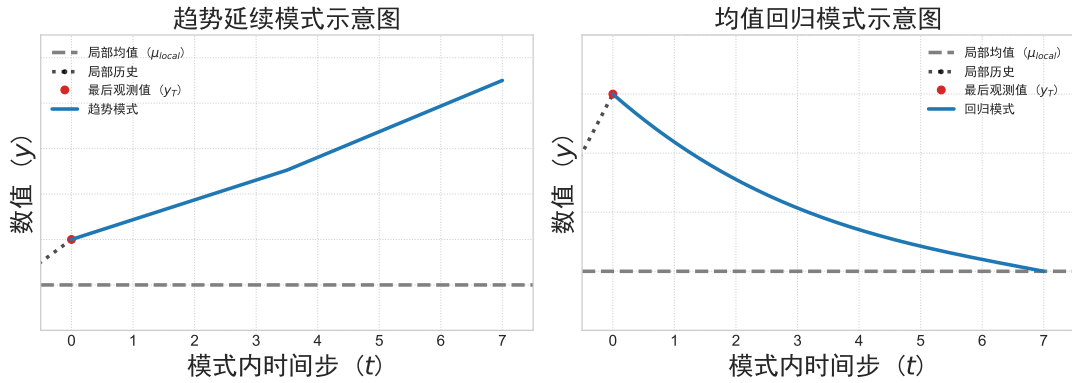 趋势延续模式示意图
局部均值（μlocal）
局部历史
最后观测值（yT）
趋势模式
数值（y）
0 1 2 3 4 5 6 7
模式内时间步（t）
均值回归模式示意图
局部均值（μlocal）
局部历史
最后观测值（yT）
回归模式
数值（y）
0 1 2 3 4 5 6 7
模式内时间步（t）